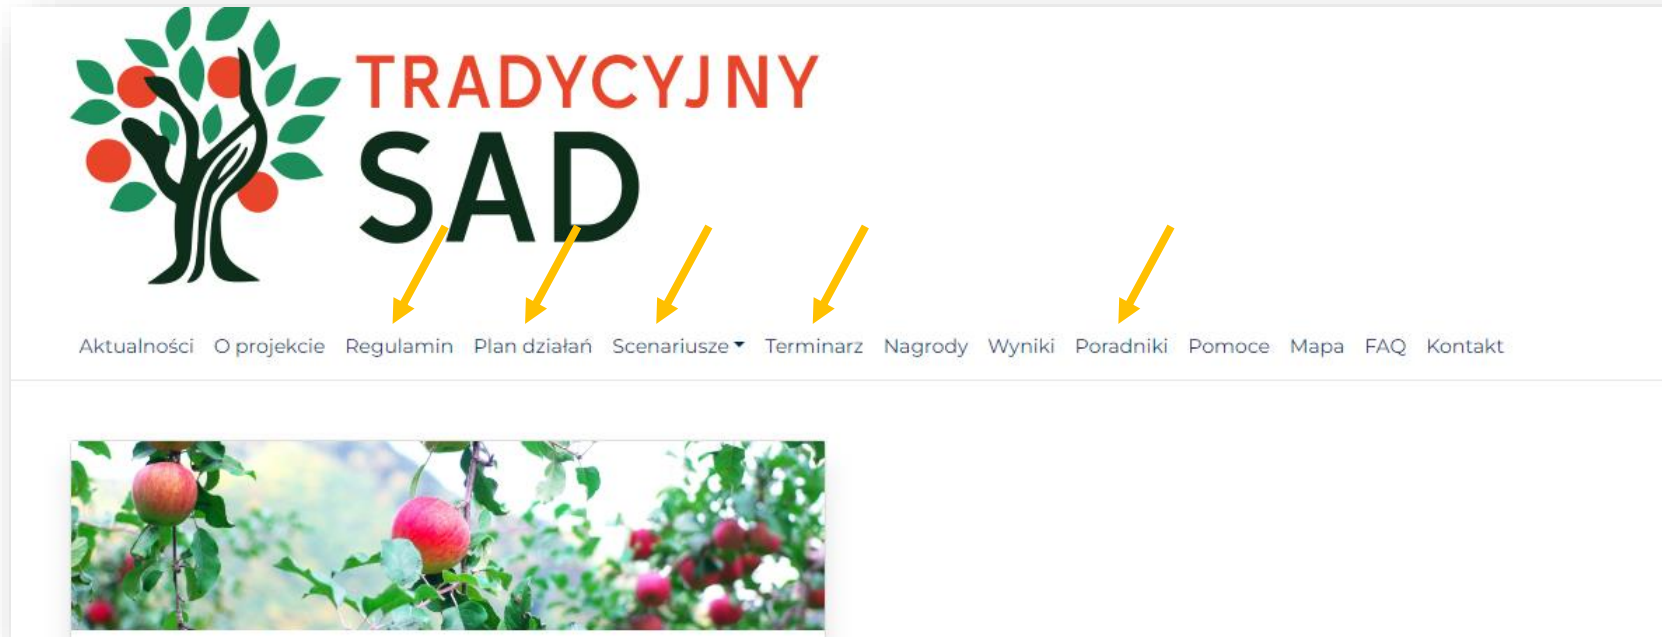 TRADYCYJNY
SAD
Aktualności O projekcie Regulamin Plan działań Scenariusze Terminarz Nagrody Wyniki Poradniki Pomoce Mapa FAQ Kontakt